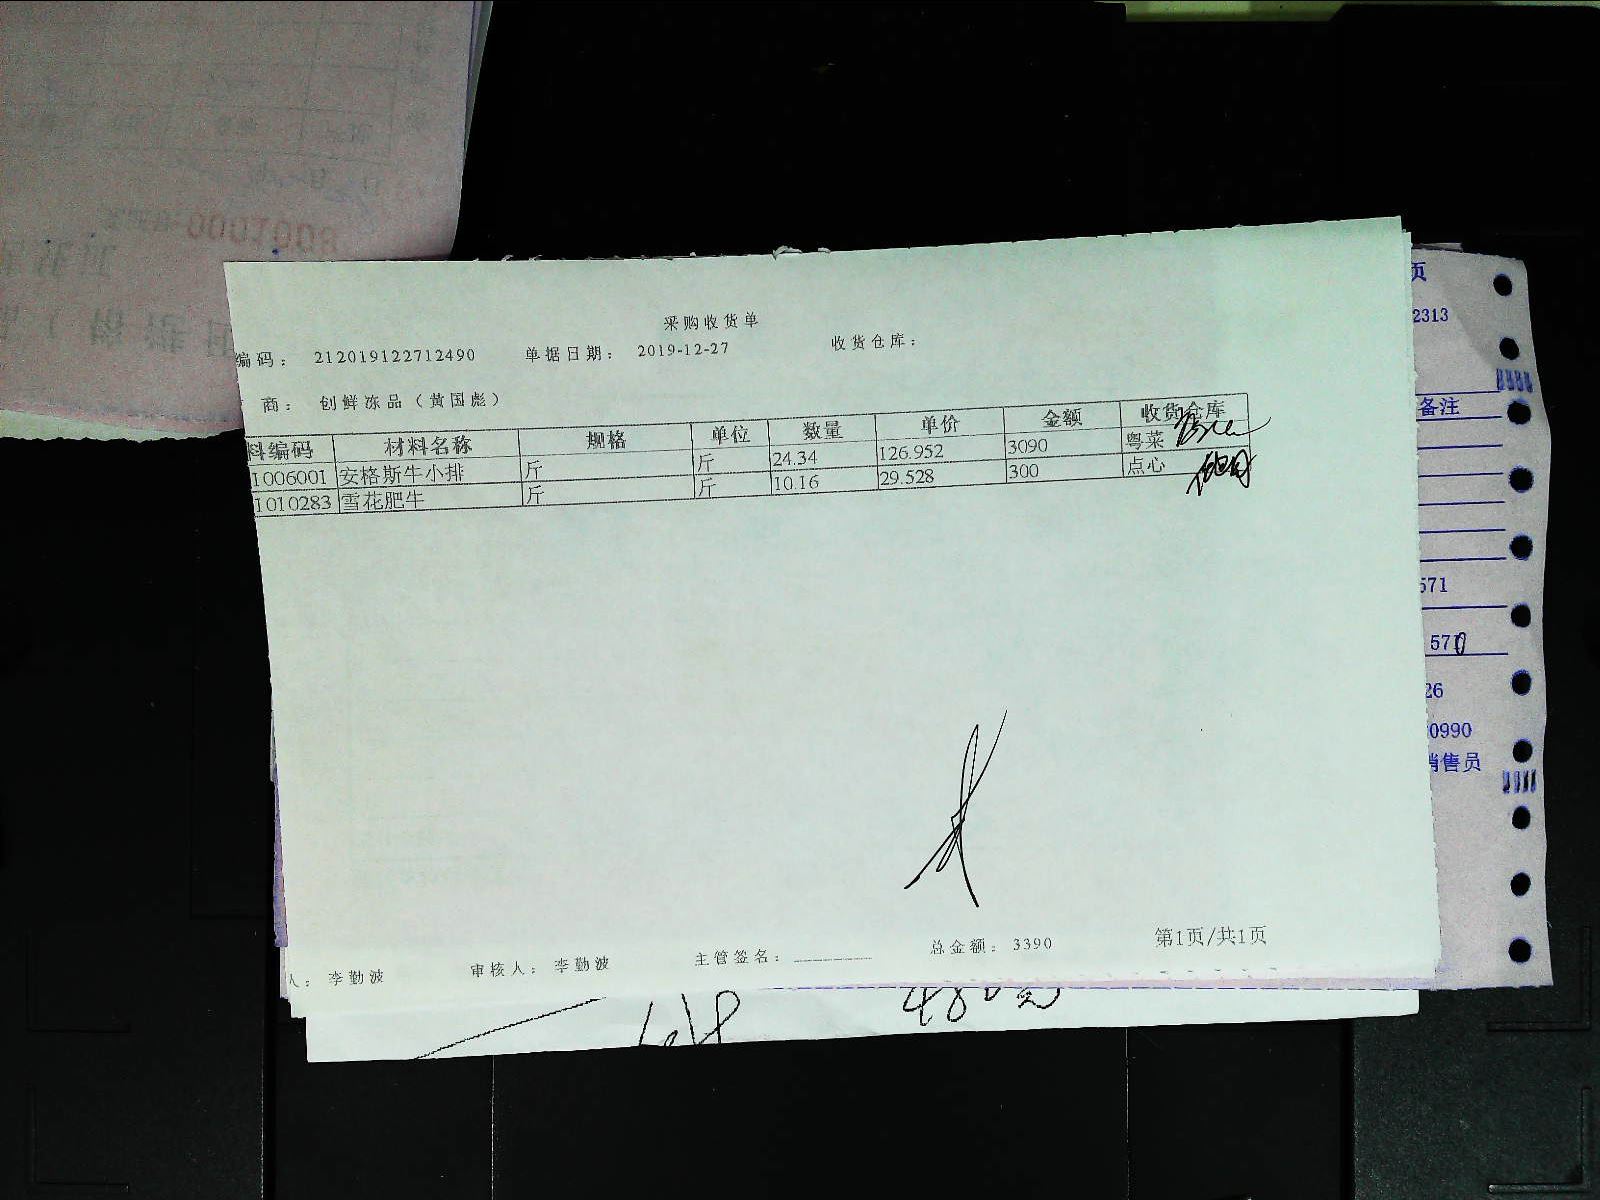 采购收货单
编码： 212019122712490 单据日期： 2019-12-27 收货仓库：
商： 创鲜冻品（黄国彪）
料编码 材料名称 规格 单位 数量 单价 金额 收货仓库
1006001 安格斯牛小排 斤 斤 24.34 126.952 3090 粤菜
1010283 雪花肥牛 斤 斤 10.16 29.528 300 点心
人： 李勤波 审核人： 李勤波 主管签名： 总金额： 3390 第1页/共1页
页
2313
备注
571
571
26
0990
销售员
0001008